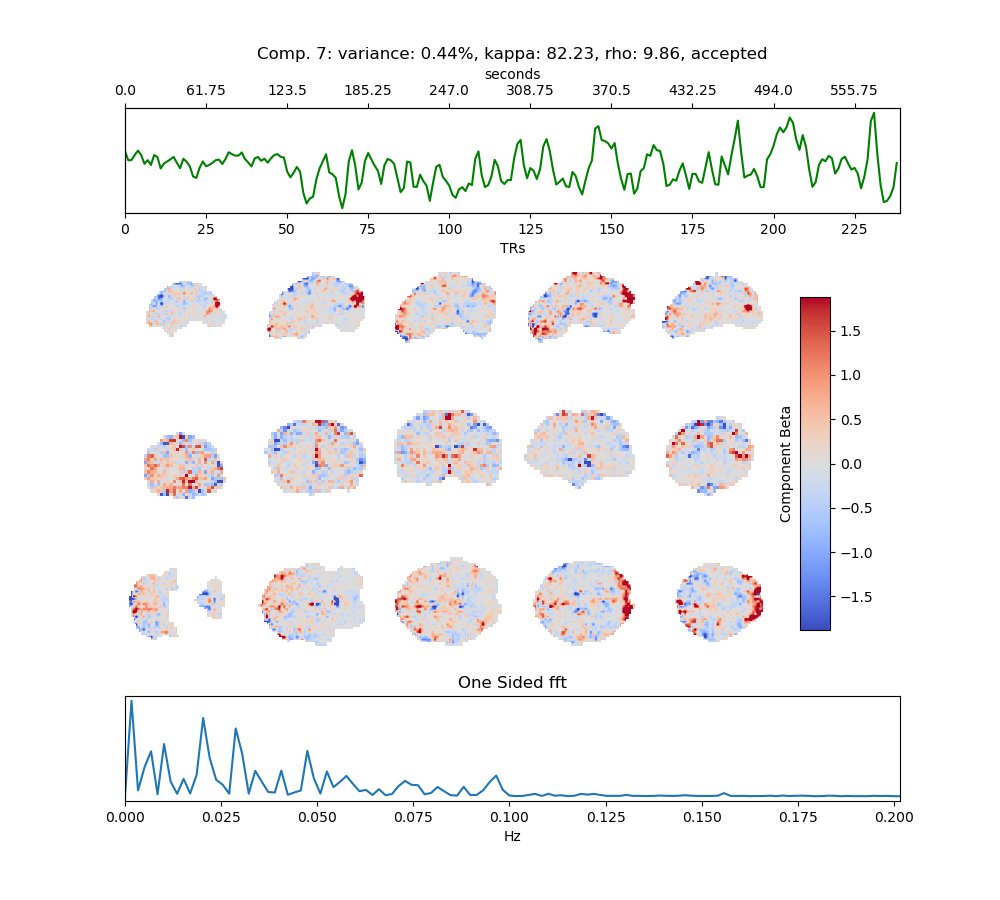 Comp. 7: variance: 0.44%, kappa: 82.23, rho: 9.86, accepted
seconds
0.0 61.75 123.5 185.25 247.0 308.75 370.5 432.25 494.0 555.75
0 25 50 75 100 125 150 175 200 225
TRs
1.5
1.0
0.5
0.0
−0.5
−1.0
−1.5
Component Beta
One Sided fft
0.000 0.025 0.050 0.075 0.100 0.125 0.150 0.175 0.200
Hz